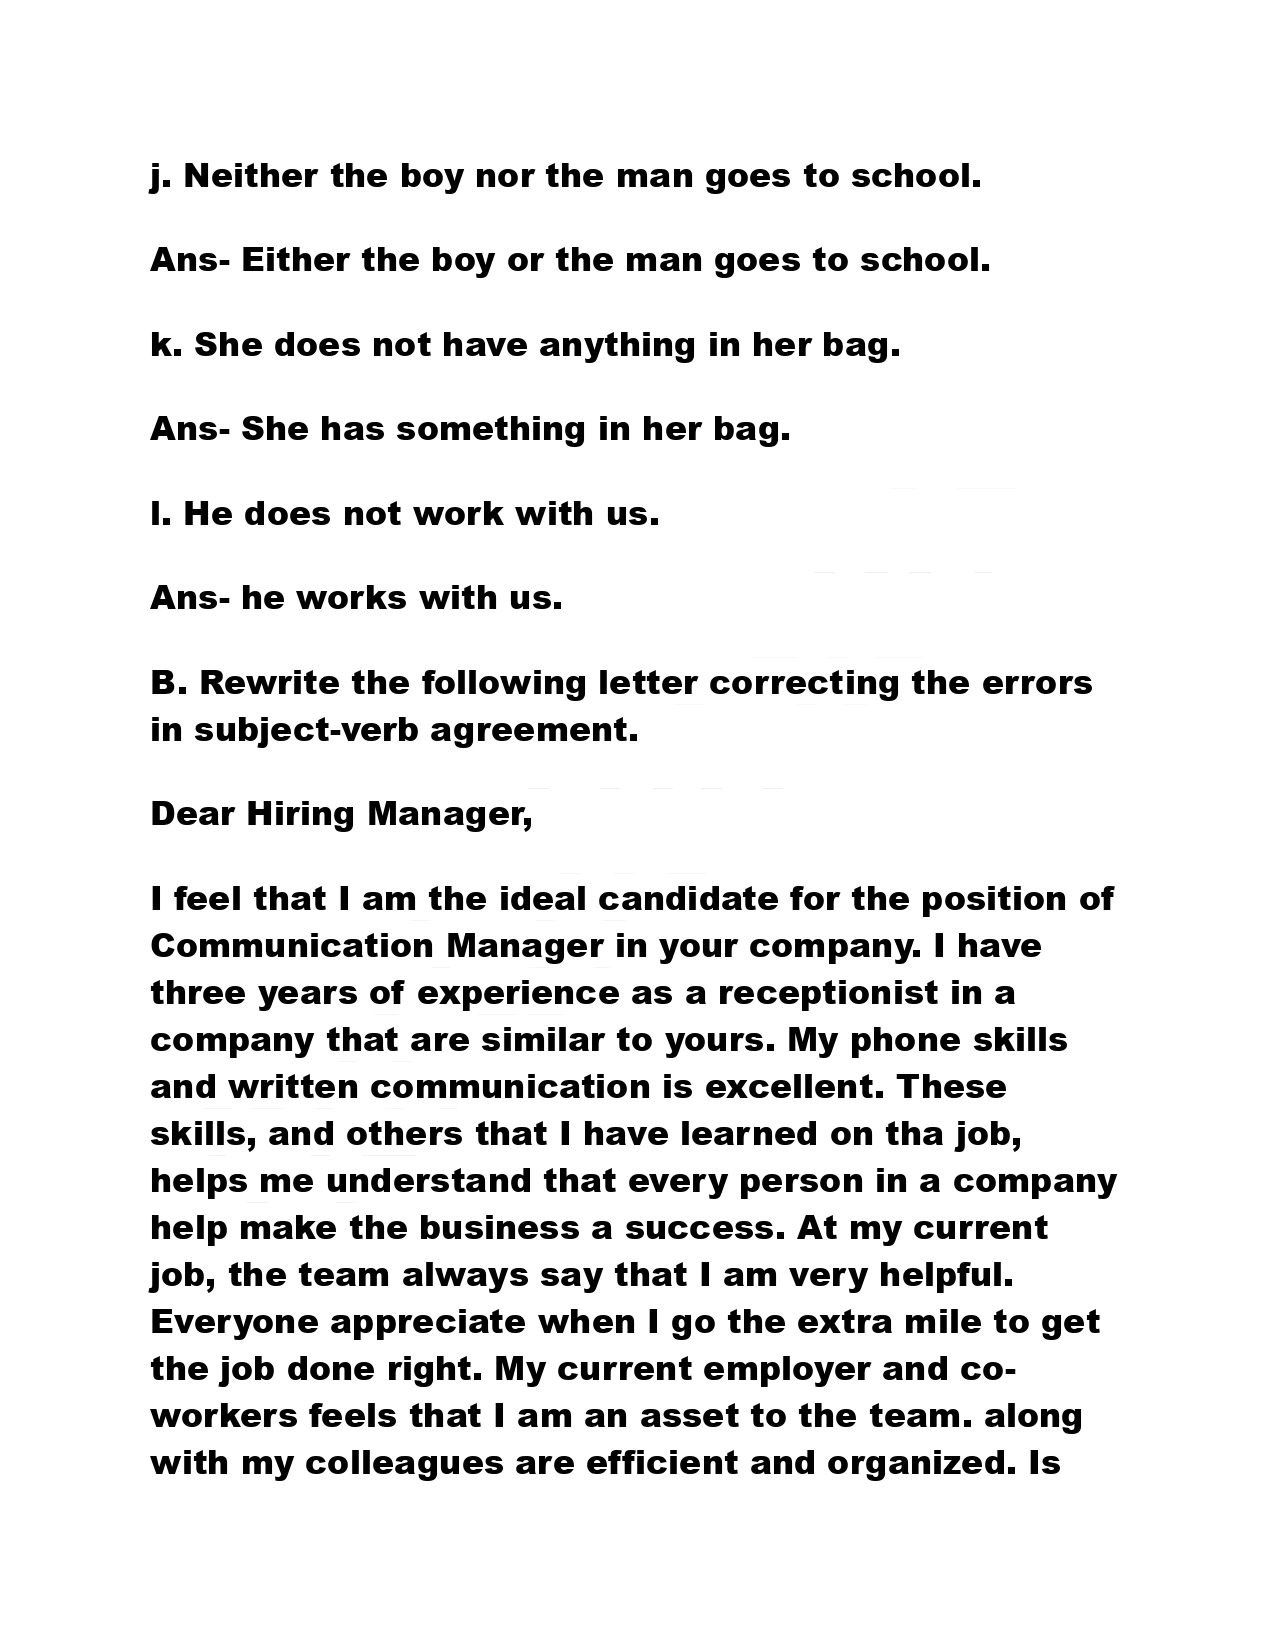 j. Neither the boy nor the man goes to school.
Ans- Either the boy or the man goes to school.
k. She does not have anything in her bag.
Ans- She has something in her bag.
l. He does not work with us.
Ans- he works with us.
B. Rewrite the following letter correcting the errors
in subject-verb agreement.
Dear Hiring Manager,
I feel that I am the ideal candidate for the position of
Communication Manager in your company. I have
three years of experience as a receptionist in a
company that are similar to yours. My phone skills
and written communication is excellent. These
skills, and others that I have learned on tha job,
helps me understand that every person in a company
help make the business a success. At my current
job, the team always say that I am very helpful.
Everyone appreciate when I go the extra mile to get
the job done right. My current employer and co-
workers feels that I am an asset to the team. along
with my colleagues are efficient and organized. Is